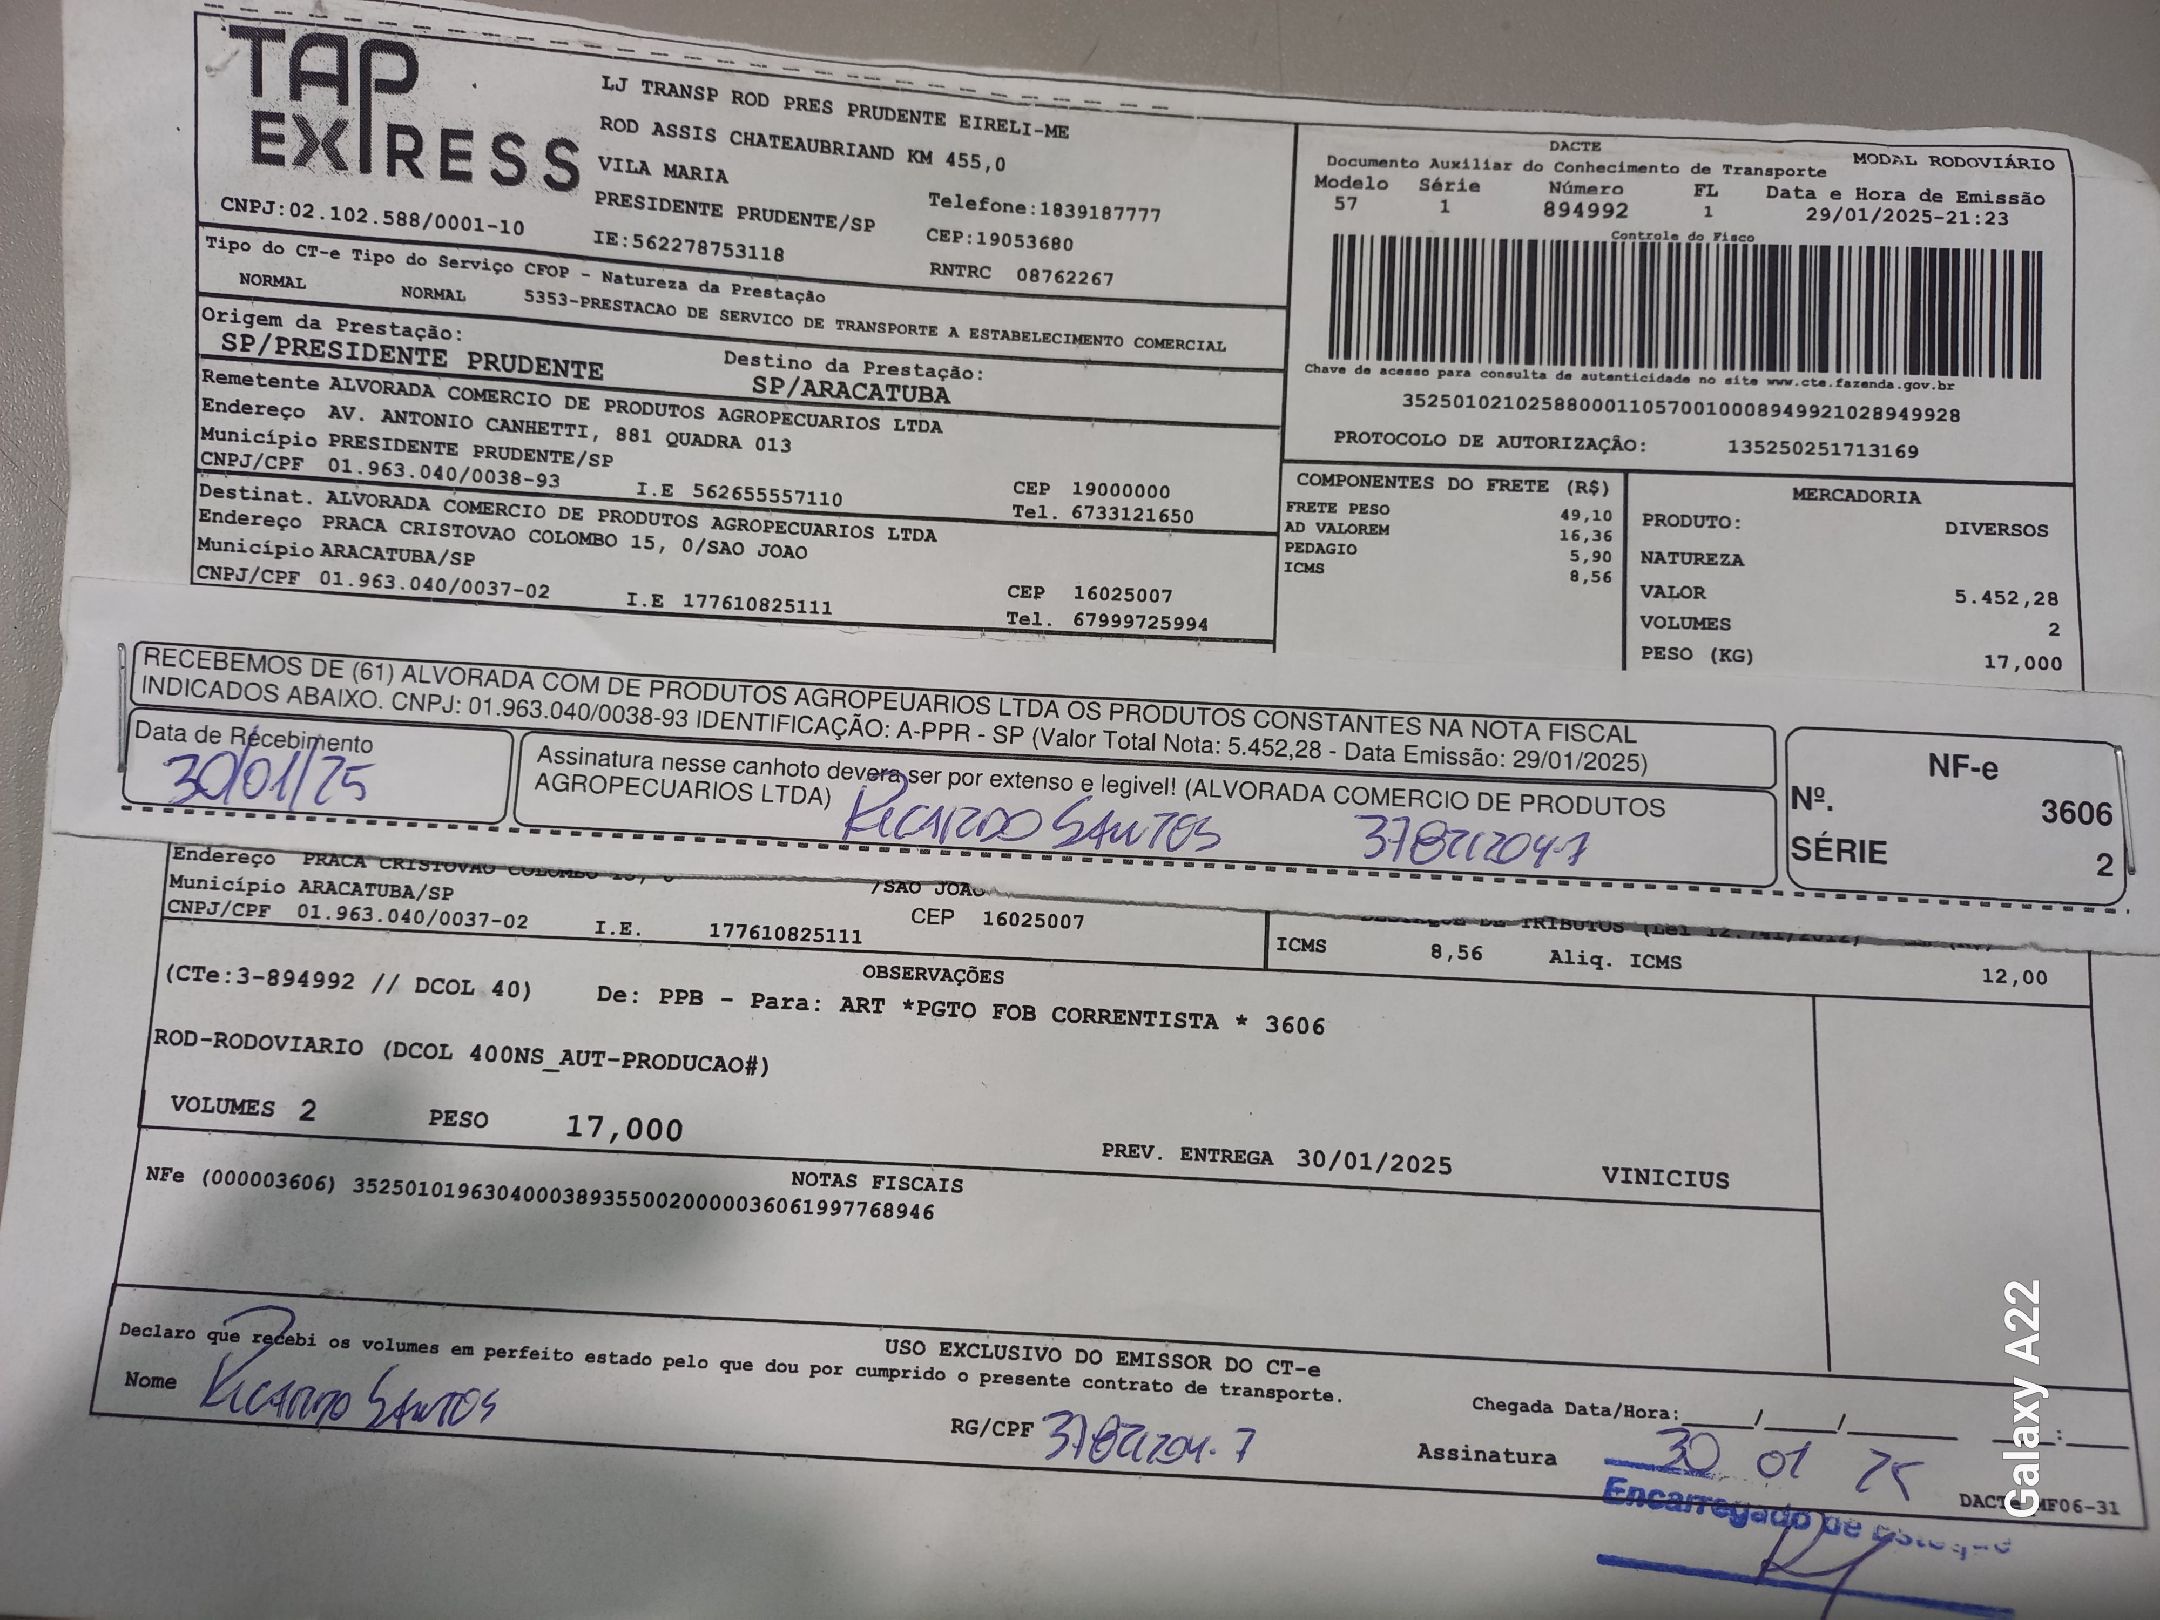 TAP EXPRESS
LJ TRANSP ROD PRES PRUDENTE EIRELI-ME
ROD ASSIS CHATEAUBRIAND KM 455,0
VILA MARIA
PRESIDENTE PRUDENTE/SP
Telefone:1839187777
CNPJ:02.102.588/0001-10
IE:562278753118
CEP:19053680
RNTRC 08762267
DACTE
MODAL RODOVIÁRIO
Documento Auxiliar do Conhecimento de Transporte
Modelo Série Número FL Data e Hora de Emissão
57 1 894992 1 29/01/2025-21:23
Controle do Fisco
Chave de acesso para consulta de autenticidade no site www.cte.fazenda.gov.br
35250102102588000110570010008949921028949928
PROTOCOLO DE AUTORIZAÇÃO: 135250251713169
Tipo do CT-e Tipo do Serviço CFOP - Natureza da Prestação
NORMAL NORMAL 5353-PRESTACAO DE SERVICO DE TRANSPORTE A ESTABELECIMENTO COMERCIAL
Origem da Prestação:
SP/PRESIDENTE PRUDENTE
Destino da Prestação:
SP/ARACATUBA
Remetente ALVORADA COMERCIO DE PRODUTOS AGROPECUARIOS LTDA
Endereço AV. ANTONIO CANHETTI, 881 QUADRA 013
Município PRESIDENTE PRUDENTE/SP
CNPJ/CPF 01.963.040/0038-93 I.E 562655557110
CEP 19000000
Tel. 6733121650
Destinat. ALVORADA COMERCIO DE PRODUTOS AGROPECUARIOS LTDA
Endereço PRACA CRISTOVAO COLOMBO 15, 0/SAO JOAO
Município ARACATUBA/SP
CNPJ/CPF 01.963.040/0037-02 I.E 177610825111
CEP 16025007
Tel. 67999725994
COMPONENTES DO FRETE (R$)
FRETE PESO 49,10
AD VALOREM 16,36
PEDAGIO 5,90
ICMS 8,56
MERCADORIA
PRODUTO: DIVERSOS
NATUREZA
VALOR 5.452,28
VOLUMES 2
PESO (KG) 17,000
RECEBEMOS DE (61) ALVORADA COM DE PRODUTOS AGROPEUARIOS LTDA OS PRODUTOS CONSTANTES NA NOTA FISCAL
INDICADOS ABAIXO. CNPJ: 01.963.040/0038-93 IDENTIFICAÇÃO: A-PPR - SP (Valor Total Nota: 5.452,28 - Data Emissão: 29/01/2025)
Data de Recebimento
30/01/25
Assinatura nesse canhoto devera ser por extenso e legivel! (ALVORADA COMERCIO DE PRODUTOS
AGROPECUARIOS LTDA) RICARDO SANTOS
NF-e
Nº. 3606
SÉRIE 2
Endereço PRACA CRISTOVAO COLOMBO 15, 0 /SAO JOAO
Município ARACATUBA/SP
CNPJ/CPF 01.963.040/0037-02 I.E. 177610825111
CEP 16025007
DE TRIBUTOS (Lei 12.741/2012)
ICMS 8,56 Aliq. ICMS 12,00
OBSERVAÇÕES
(CTe:3-894992 // DCOL 40) De: PPB - Para: ART *PGTO FOB CORRENTISTA * 3606
ROD-RODOVIARIO (DCOL 400NS_AUT-PRODUCAO#)
VOLUMES 2 PESO 17,000
PREV. ENTREGA 30/01/2025 VINICIUS
NOTAS FISCAIS
NFe (000003606) 35250101963040003893550020000036061997768946
USO EXCLUSIVO DO EMISSOR DO CT-e
Declaro que recebi os volumes em perfeito estado pelo que dou por cumprido o presente contrato de transporte.
Nome RICARDO SANTOS
RG/CPF
Chegada Data/Hora:____/____/______ ___:____
Assinatura
30 01 25
Encarregado de Estoque
MF06-31
Galaxy A22